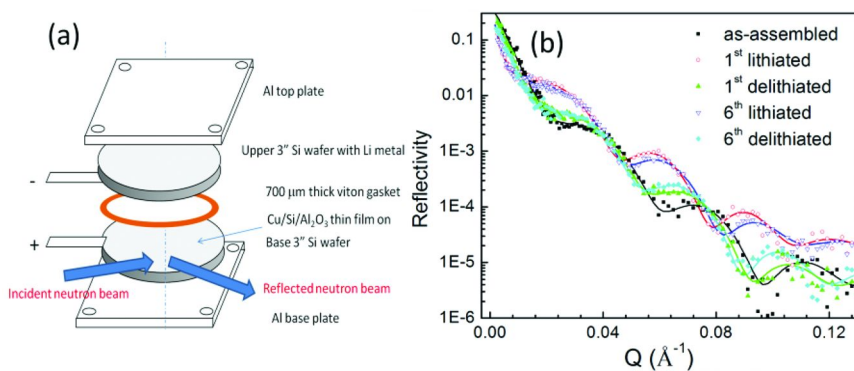 (a)
Al top plate
Upper 3” Si wafer with Li metal
-
700 μm thick viton gasket
Cu/Si/Al₂O₃ thin film on
Base 3” Si wafer
+
Incident neutron beam
Reflected neutron beam
Al base plate
(b)
as-assembled
1ˢᵗ lithiated
1ˢᵗ delithiated
6ᵗʰ lithiated
6ᵗʰ delithiated
Reflectivity
0.1
0.01
1E-3
1E-4
1E-5
1E-6
0.00
0.04
0.08
0.12
Q (Å⁻¹)